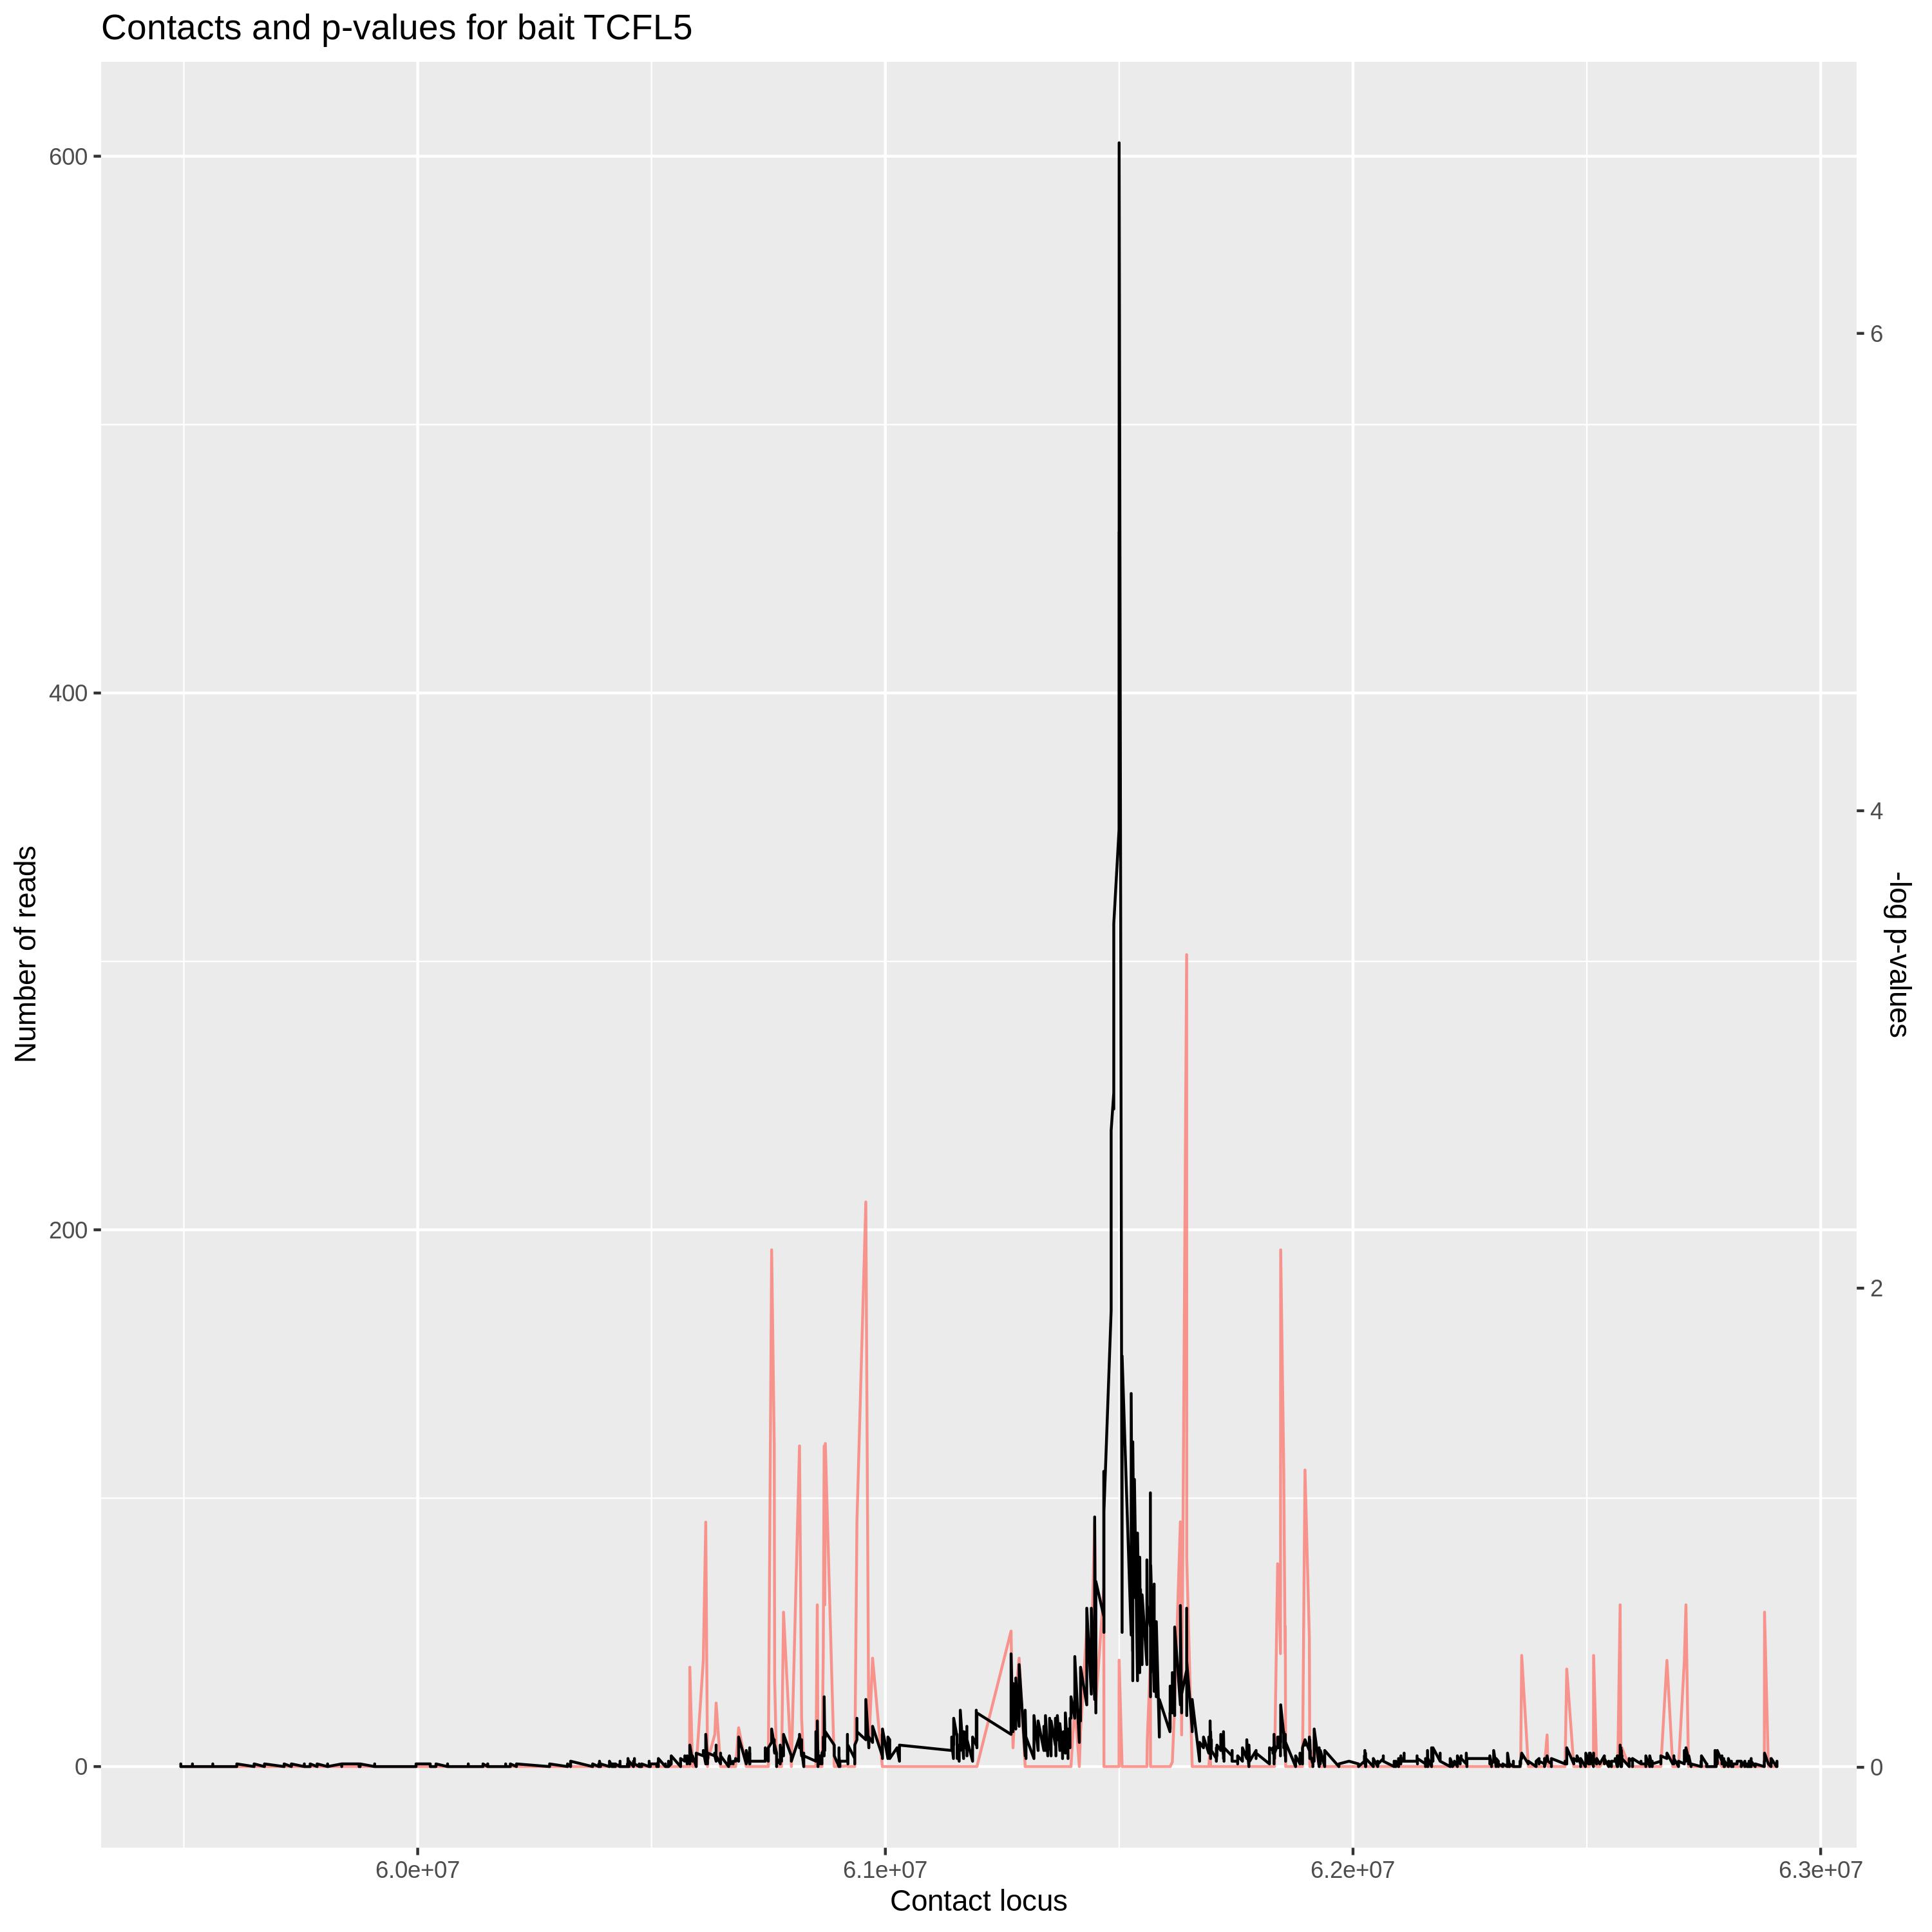 Contacts and p-values for bait TCFL5
600
400
200
0
Number of reads
6
4
2
0
-log p-values
6.0e+07
6.1e+07
6.2e+07
6.3e+07
Contact locus